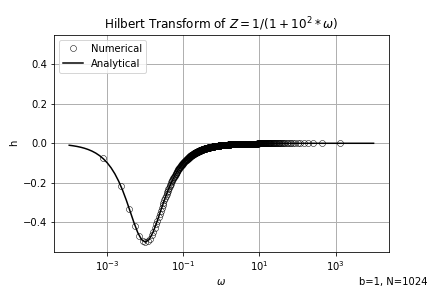 Hilbert Transform of $Z = 1/(1 + 10^2 * ω)$
Numerical
Analytical
0.4
0.2
0.0
−0.2
−0.4
h
10^{-3} 10^{-1} 10^1 10^3
ω
b=1, N=1024